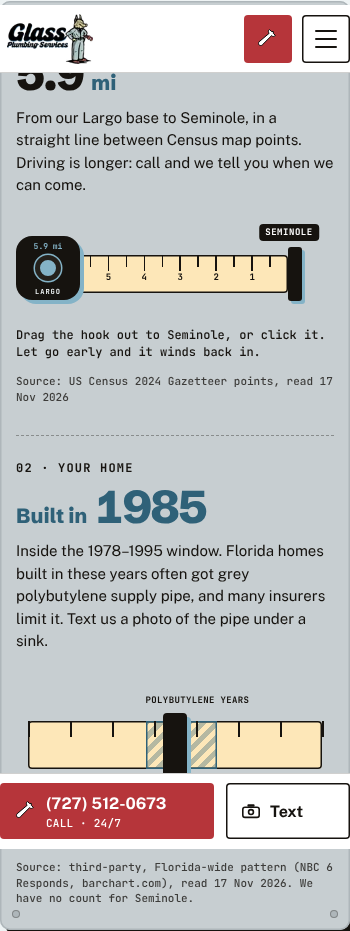 Glass
Plumbing Services
5.9 mi
From our Largo base to Seminole, in a
straight line between Census map points.
Driving is longer: call and we tell you when we
can come.
SEMINOLE
5.9 mi
5 4 3 2 1
LARGO
Drag the hook out to Seminole, or click it.
Let go early and it winds back in.
Source: US Census 2024 Gazetteer points, read 17
Nov 2026
02 · YOUR HOME
Built in 1985
Inside the 1978–1995 window. Florida homes
built in these years often got grey
polybutylene supply pipe, and many insurers
limit it. Text us a photo of the pipe under a
sink.
POLYBUTYLENE YEARS
(727) 512-0673
CALL · 24/7
Text
Source: third-party, Florida-wide pattern (NBC 6
Responds, barchart.com), read 17 Nov 2026. We
have no count for Seminole.